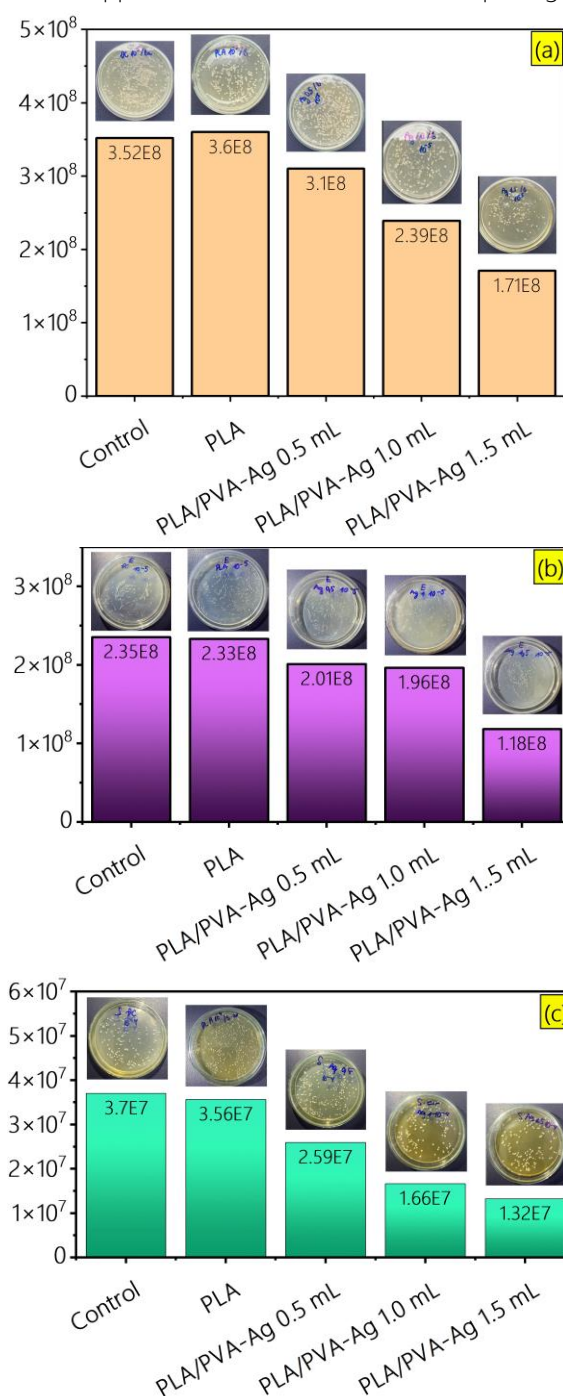 (a)
5×10⁸
4×10⁸
3×10⁸
2×10⁸
1×10⁸
0
3.52E8
3.6E8
3.1E8
2.39E8
1.71E8
Control
PLA
PLA/PVA-Ag 0.5 mL
PLA/PVA-Ag 1.0 mL
PLA/PVA-Ag 1..5 mL
(b)
3×10⁸
2×10⁸
1×10⁸
0
2.35E8
2.33E8
2.01E8
1.96E8
1.18E8
Control
PLA
PLA/PVA-Ag 0.5 mL
PLA/PVA-Ag 1.0 mL
PLA/PVA-Ag 1..5 mL
(c)
6×10⁷
5×10⁷
4×10⁷
3×10⁷
2×10⁷
1×10⁷
0
3.7E7
3.56E7
2.59E7
1.66E7
1.32E7
Control
PLA
PLA/PVA-Ag 0.5 mL
PLA/PVA-Ag 1.0 mL
PLA/PVA-Ag 1.5 mL